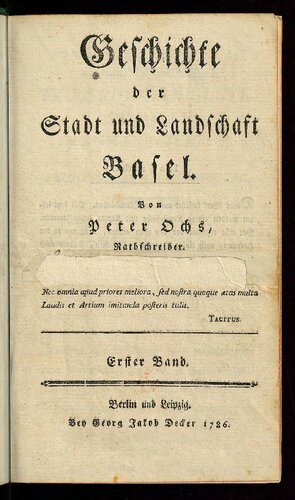 Geschichte
der
Stadt und Landschaft
Basel.
Von
Peter Ochs,
Rathschreiber.
Nec omnia apud priores meliora, sed nostra quoque aetas multa
Laudis et Artium imitanda posteris tulit.
TACITUS.
Erster Band.
Berlin und Leipzig,
Bey Georg Jakob Decker 1786.